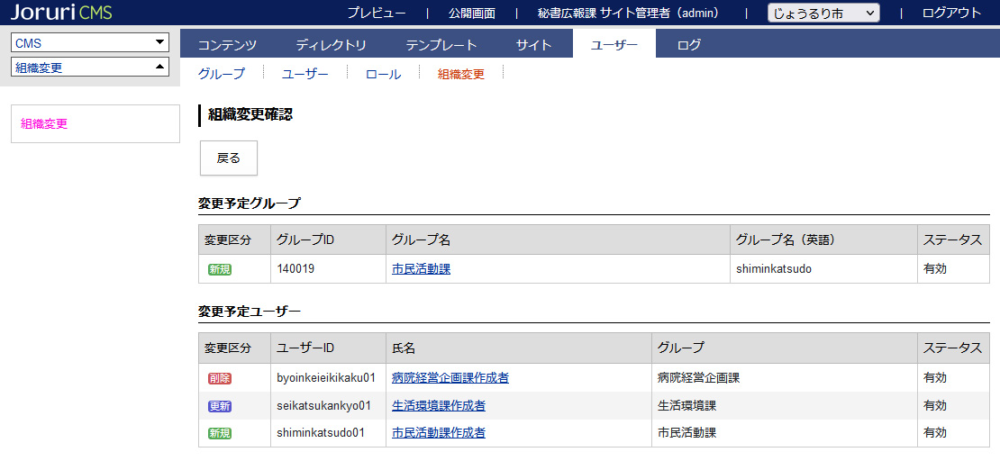 Joruri CMS プレビュー | 公開画面 | 秘書広報課 サイト管理者（admin） | じょうるり市 | ログアウト
CMS
組織変更
コンテンツ ディレクトリ テンプレート サイト ユーザー ログ
グループ ユーザー ロール 組織変更
組織変更
組織変更確認
戻る
変更予定グループ
変更区分 グループID グループ名 グループ名（英語） ステータス
新規 140019 市民活動課 shiminkatsudo 有効
変更予定ユーザー
変更区分 ユーザーID 氏名 グループ ステータス
削除 byoinkeieikikaku01 病院経営企画課作成者 病院経営企画課 有効
更新 seikatsukankyo01 生活環境課作成者 生活環境課 有効
新規 shiminkatsudo01 市民活動課作成者 市民活動課 有効